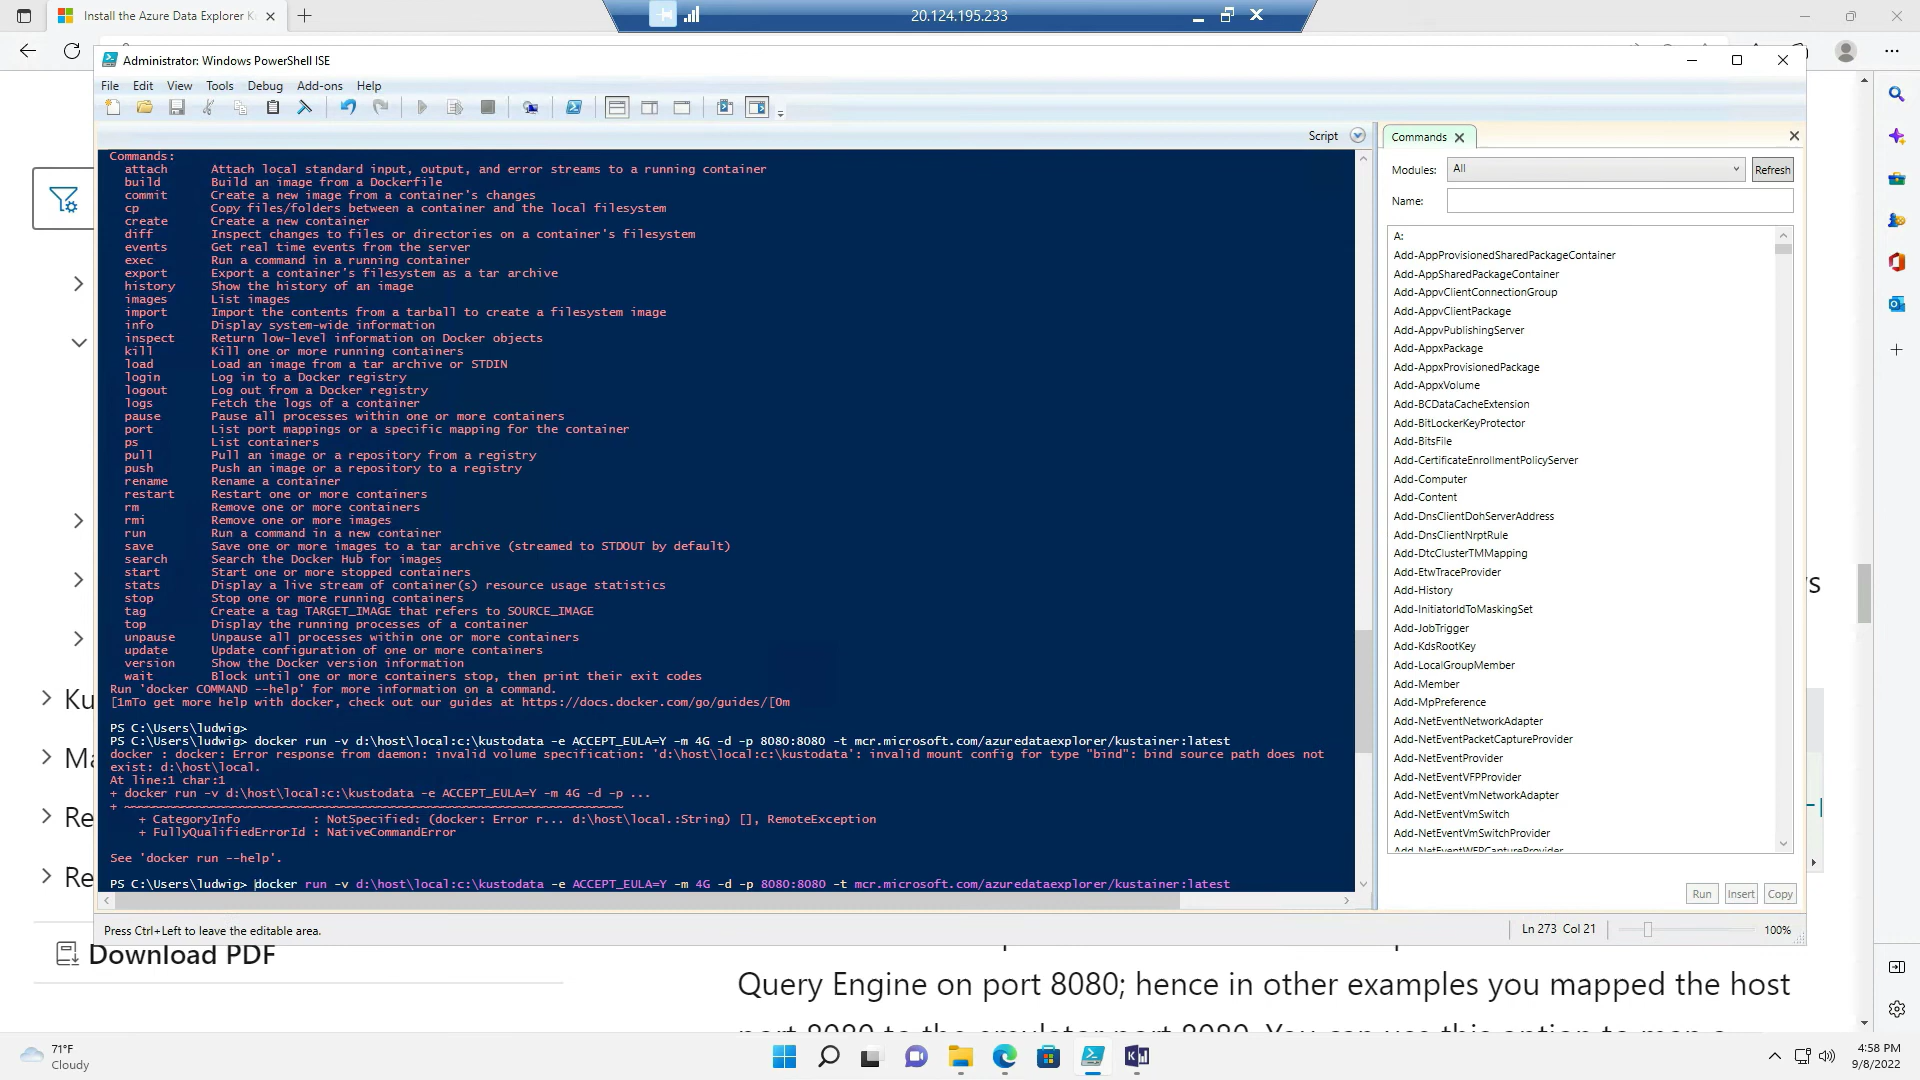 Install the Azure Data Explorer K
20.124.195.233
Administrator: Windows PowerShell ISE
File Edit View Tools Debug Add-ons Help
Script
Commands:
attach Attach local standard input, output, and error streams to a running container
build Build an image from a Dockerfile
commit Create a new image from a container's changes
cp Copy files/folders between a container and the local filesystem
create Create a new container
diff Inspect changes to files or directories on a container's filesystem
events Get real time events from the server
exec Run a command in a running container
export Export a container's filesystem as a tar archive
history Show the history of an image
images List images
import Import the contents from a tarball to create a filesystem image
info Display system-wide information
inspect Return low-level information on Docker objects
kill Kill one or more running containers
load Load an image from a tar archive or STDIN
login Log in to a Docker registry
logout Log out from a Docker registry
logs Fetch the logs of a container
pause Pause all processes within one or more containers
port List port mappings or a specific mapping for the container
ps List containers
pull Pull an image or a repository from a registry
push Push an image or a repository to a registry
rename Rename a container
restart Restart one or more containers
rm Remove one or more containers
rmi Remove one or more images
run Run a command in a new container
save Save one or more images to a tar archive (streamed to STDOUT by default)
search Search the Docker Hub for images
start Start one or more stopped containers
stats Display a live stream of container(s) resource usage statistics
stop Stop one or more running containers
tag Create a tag TARGET_IMAGE that refers to SOURCE_IMAGE
top Display the running processes of a container
unpause Unpause all processes within one or more containers
update Update configuration of one or more containers
version Show the Docker version information
wait Block until one or more containers stop, then print their exit codes
Run 'docker COMMAND --help' for more information on a command.
[1mTo get more help with docker, check out our guides at https://docs.docker.com/go/guides/[0m
PS C:\Users\ludwig>
PS C:\Users\ludwig> docker run -v d:\host\local:c:\kustodata -e ACCEPT_EULA=Y -m 4G -d -p 8080:8080 -t mcr.microsoft.com/azuredataexplorer/kustainer:latest
docker : docker: Error response from daemon: invalid volume specification: 'd:\host\local:c:\kustodata': invalid mount config for type "bind": bind source path does not
exist: d:\host\local.
At line:1 char:1
+ docker run -v d:\host\local:c:\kustodata -e ACCEPT_EULA=Y -m 4G -d -p ...
+ ~~~~~~~~~~~~~~~~~~~~~~~~~~~~~~~~~~~~~~~~~~~~~~~~~~~~~~~~~~~~~~~~~~~~~
+ CategoryInfo : NotSpecified: (docker: Error r... d:\host\local.:String) [], RemoteException
+ FullyQualifiedErrorId : NativeCommandError
See 'docker run --help'.
PS C:\Users\ludwig> docker run -v d:\host\local:c:\kustodata -e ACCEPT_EULA=Y -m 4G -d -p 8080:8080 -t mcr.microsoft.com/azuredataexplorer/kustainer:latest
Press Ctrl+Left to leave the editable area.
Ln 273 Col 21
100%
Commands
Modules: All Refresh
Name:
A:
Add-AppProvisionedSharedPackageContainer
Add-AppSharedPackageContainer
Add-AppvClientConnectionGroup
Add-AppvClientPackage
Add-AppvPublishingServer
Add-AppxPackage
Add-AppxProvisionedPackage
Add-AppxVolume
Add-BCDataCacheExtension
Add-BitLockerKeyProtector
Add-BitsFile
Add-CertificateEnrollmentPolicyServer
Add-Computer
Add-Content
Add-DnsClientDohServerAddress
Add-DnsClientNrptRule
Add-DtcClusterTMMapping
Add-EtwTraceProvider
Add-History
Add-InitiatorIdToMaskingSet
Add-JobTrigger
Add-KdsRootKey
Add-LocalGroupMember
Add-Member
Add-MpPreference
Add-NetEventNetworkAdapter
Add-NetEventPacketCaptureProvider
Add-NetEventProvider
Add-NetEventVFPProvider
Add-NetEventVmNetworkAdapter
Add-NetEventVmSwitch
Add-NetEventVmSwitchProvider
Add-NetEventWFPCaptureProvider
Run Insert Copy
Ku
Ma
Re
Re
Download PDF
Query Engine on port 8080; hence in other examples you mapped the host
port 8080 to the emulator port 8080. You can use this option to map a
71°F
Cloudy
4:58 PM
9/8/2022